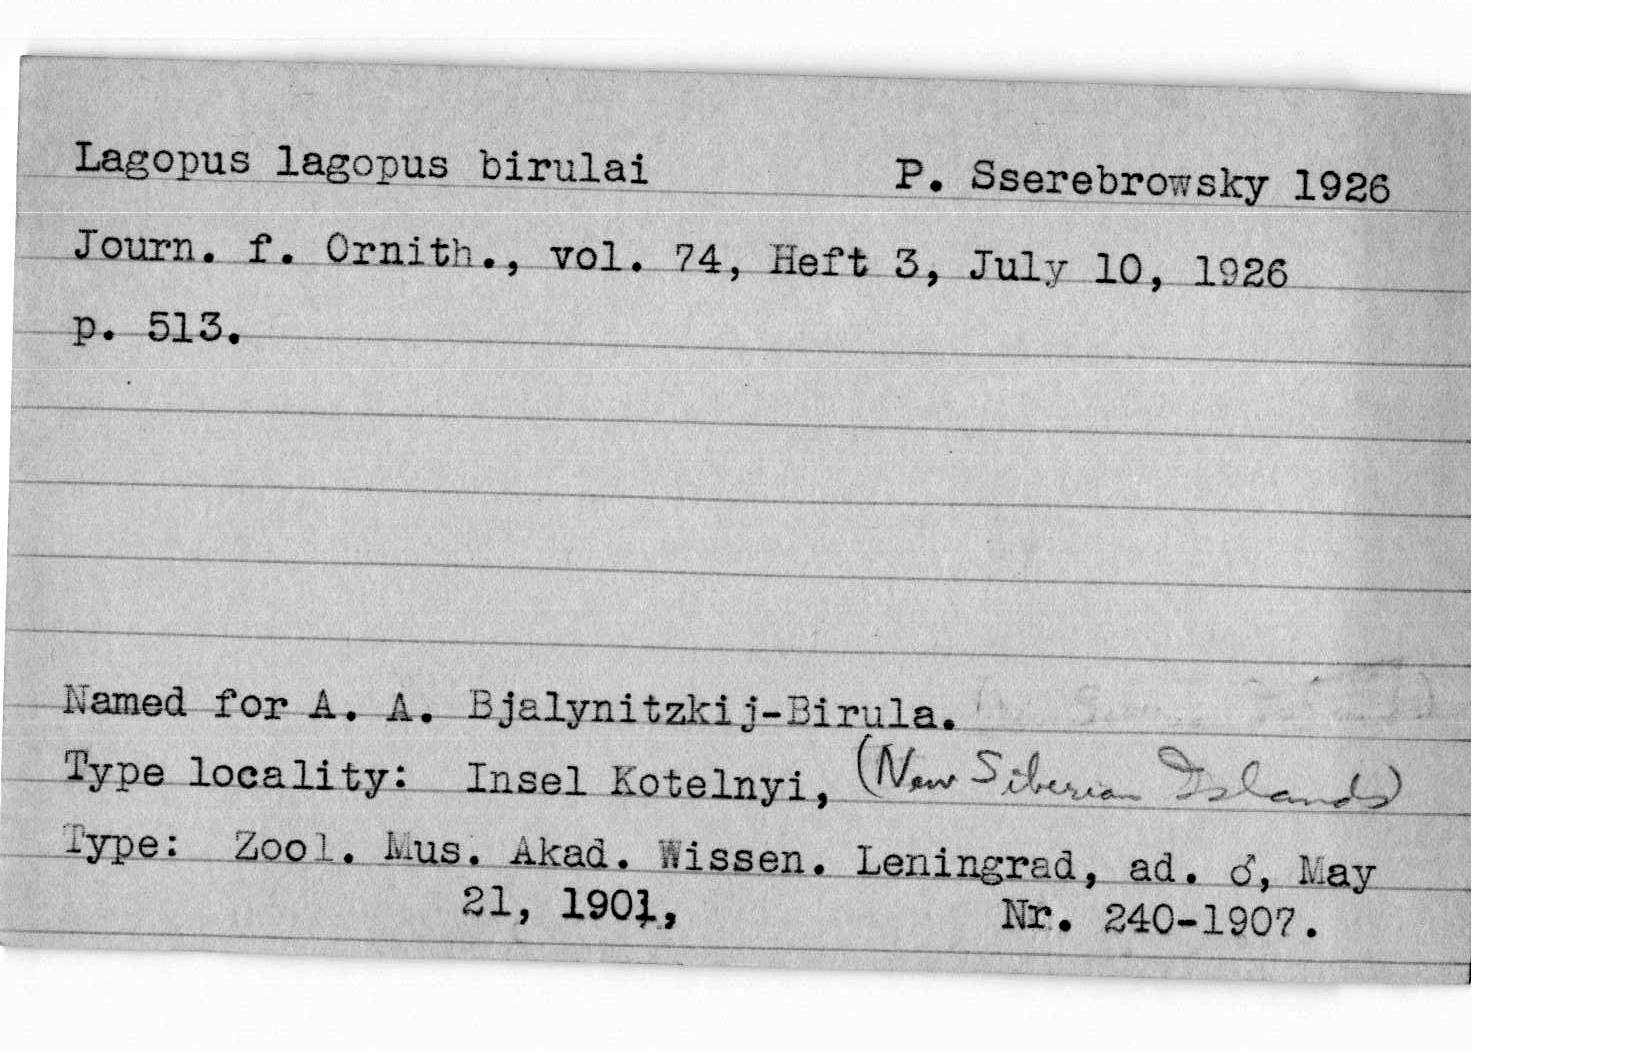 Lagopus lagopus birulai P. Sserebrowsky 1926
Journ. f. Ornith., vol. 74, Heft 3, July 10, 1926
p. 513.
Named for A. A. Bjalynitzkij-Birula.
Type locality: Insel Kotelnyi, (New Siberian Islands)
Type: Zool. Mus. Akad. Wissen. Leningrad, ad. ♂, May
21, 1901, Nr. 240-1907.